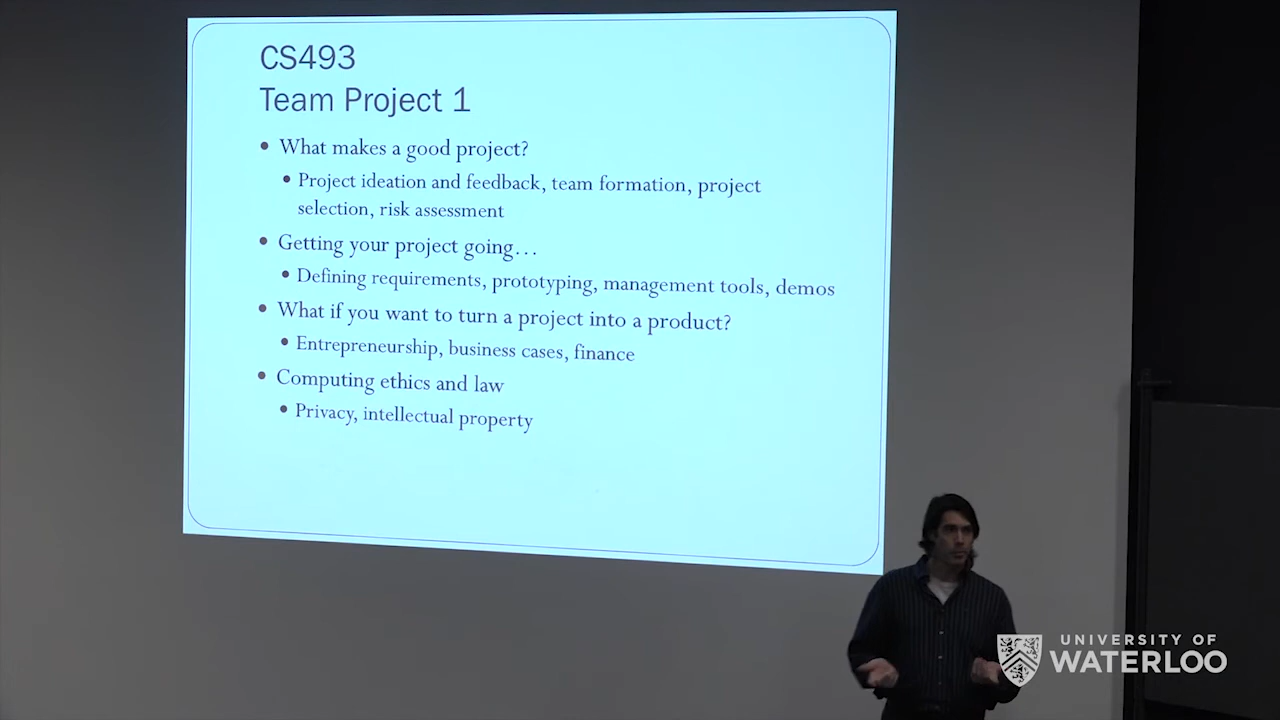 CS493
Team Project 1
• What makes a good project?
• Project ideation and feedback, team formation, project
selection, risk assessment
• Getting your project going…
• Defining requirements, prototyping, management tools, demos
• What if you want to turn a project into a product?
• Entrepreneurship, business cases, finance
• Computing ethics and law
• Privacy, intellectual property
UNIVERSITY OF
WATERLOO